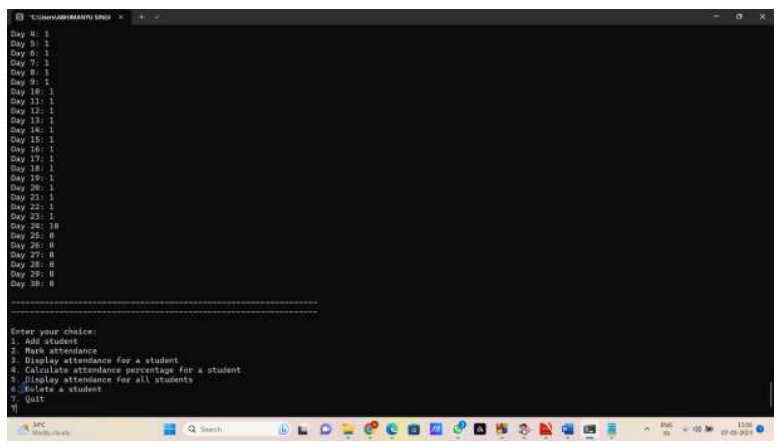 "C:\Users\ABHIMANYU SINGH
Day 4: 1
Day 5: 1
Day 6: 1
Day 7: 1
Day 8: 1
Day 9: 1
Day 10: 1
Day 11: 1
Day 12: 1
Day 13: 1
Day 14: 1
Day 15: 1
Day 16: 1
Day 17: 1
Day 18: 1
Day 19: 1
Day 20: 1
Day 21: 1
Day 22: 1
Day 23: 1
Day 24: 10
Day 25: 0
Day 26: 0
Day 27: 0
Day 28: 0
Day 29: 0
Day 30: 0
Enter your choice:
1. Add student
2. Mark attendance
3. Display attendance for a student
4. Calculate attendance percentage for a student
5. Display attendance for all students
6. Delete a student
7. Quit
7
34°C
Mostly cloudy
Search
ENG
IN
07-05-2023